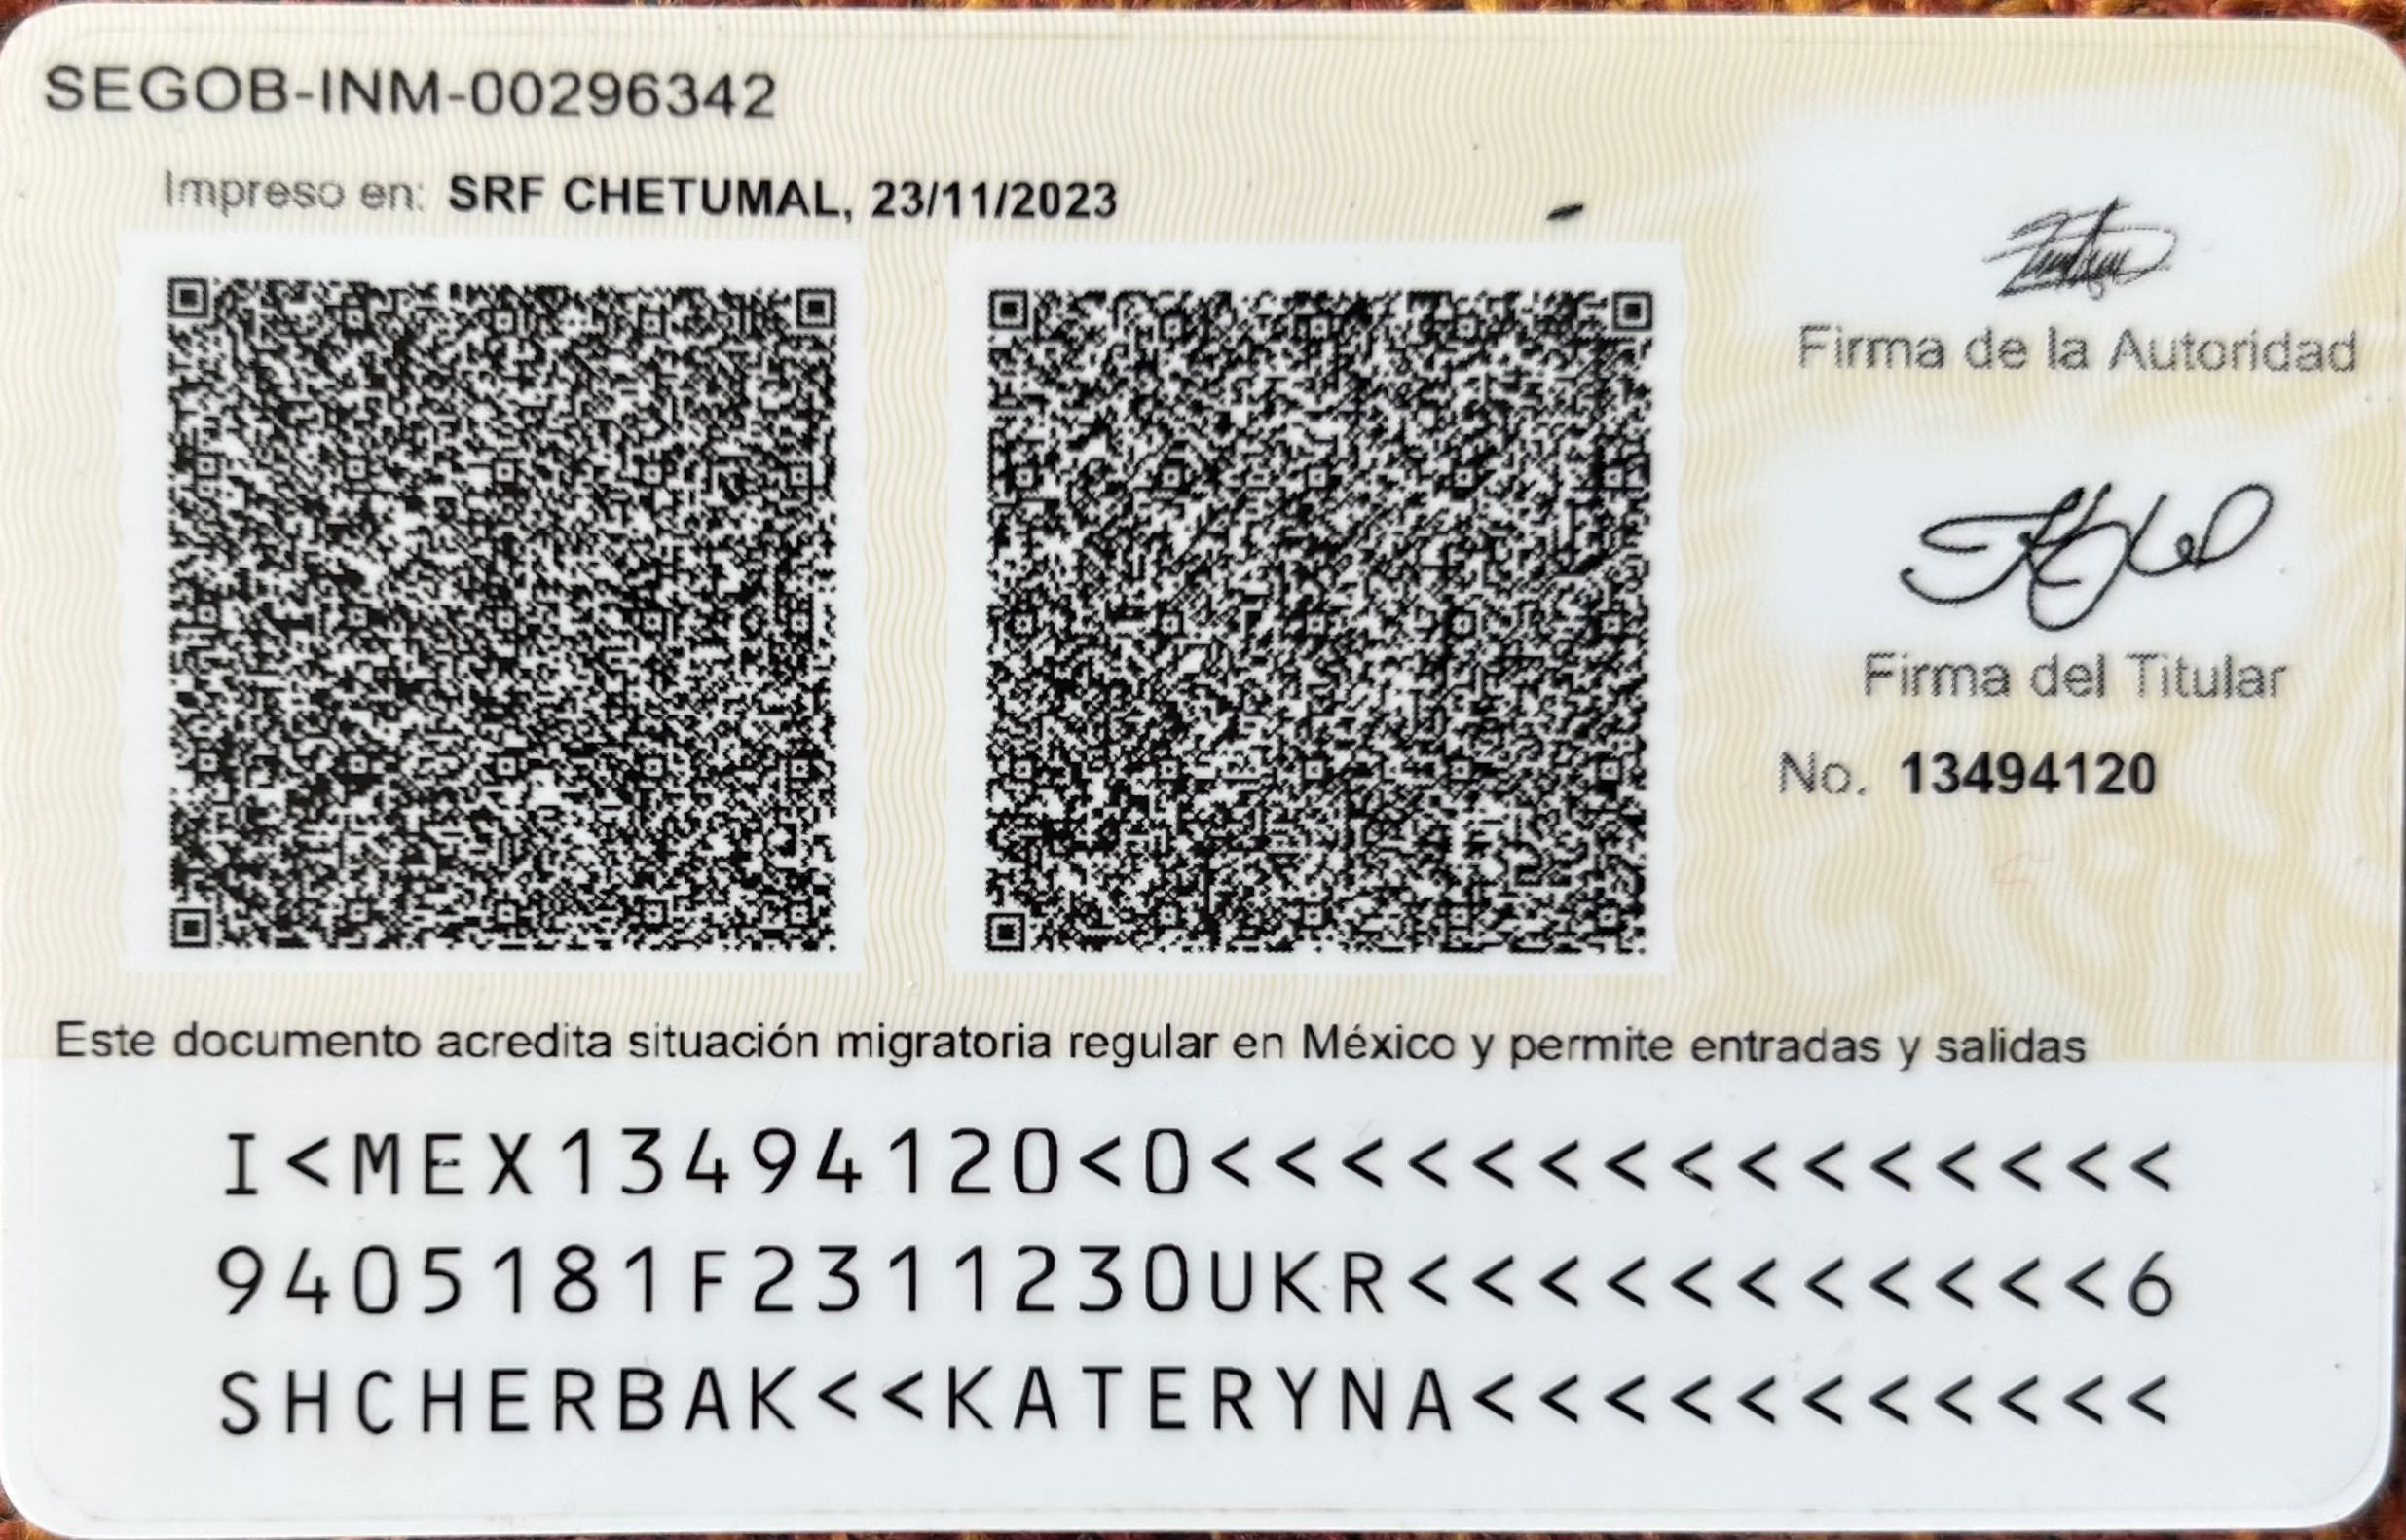 SEGOB-INM-00296342
Impreso en: SRF CHETUMAL, 23/11/2023
Firma de la Autoridad
Firma del Titular
No. 13494120
Este documento acredita situación migratoria regular en México y permite entradas y salidas
I<MEX13494120<0<<<<<<<<<<<<<<<
9405181F2311230UKR<<<<<<<<<<<6
SHCHERBAK<<KATERYNA<<<<<<<<<<<